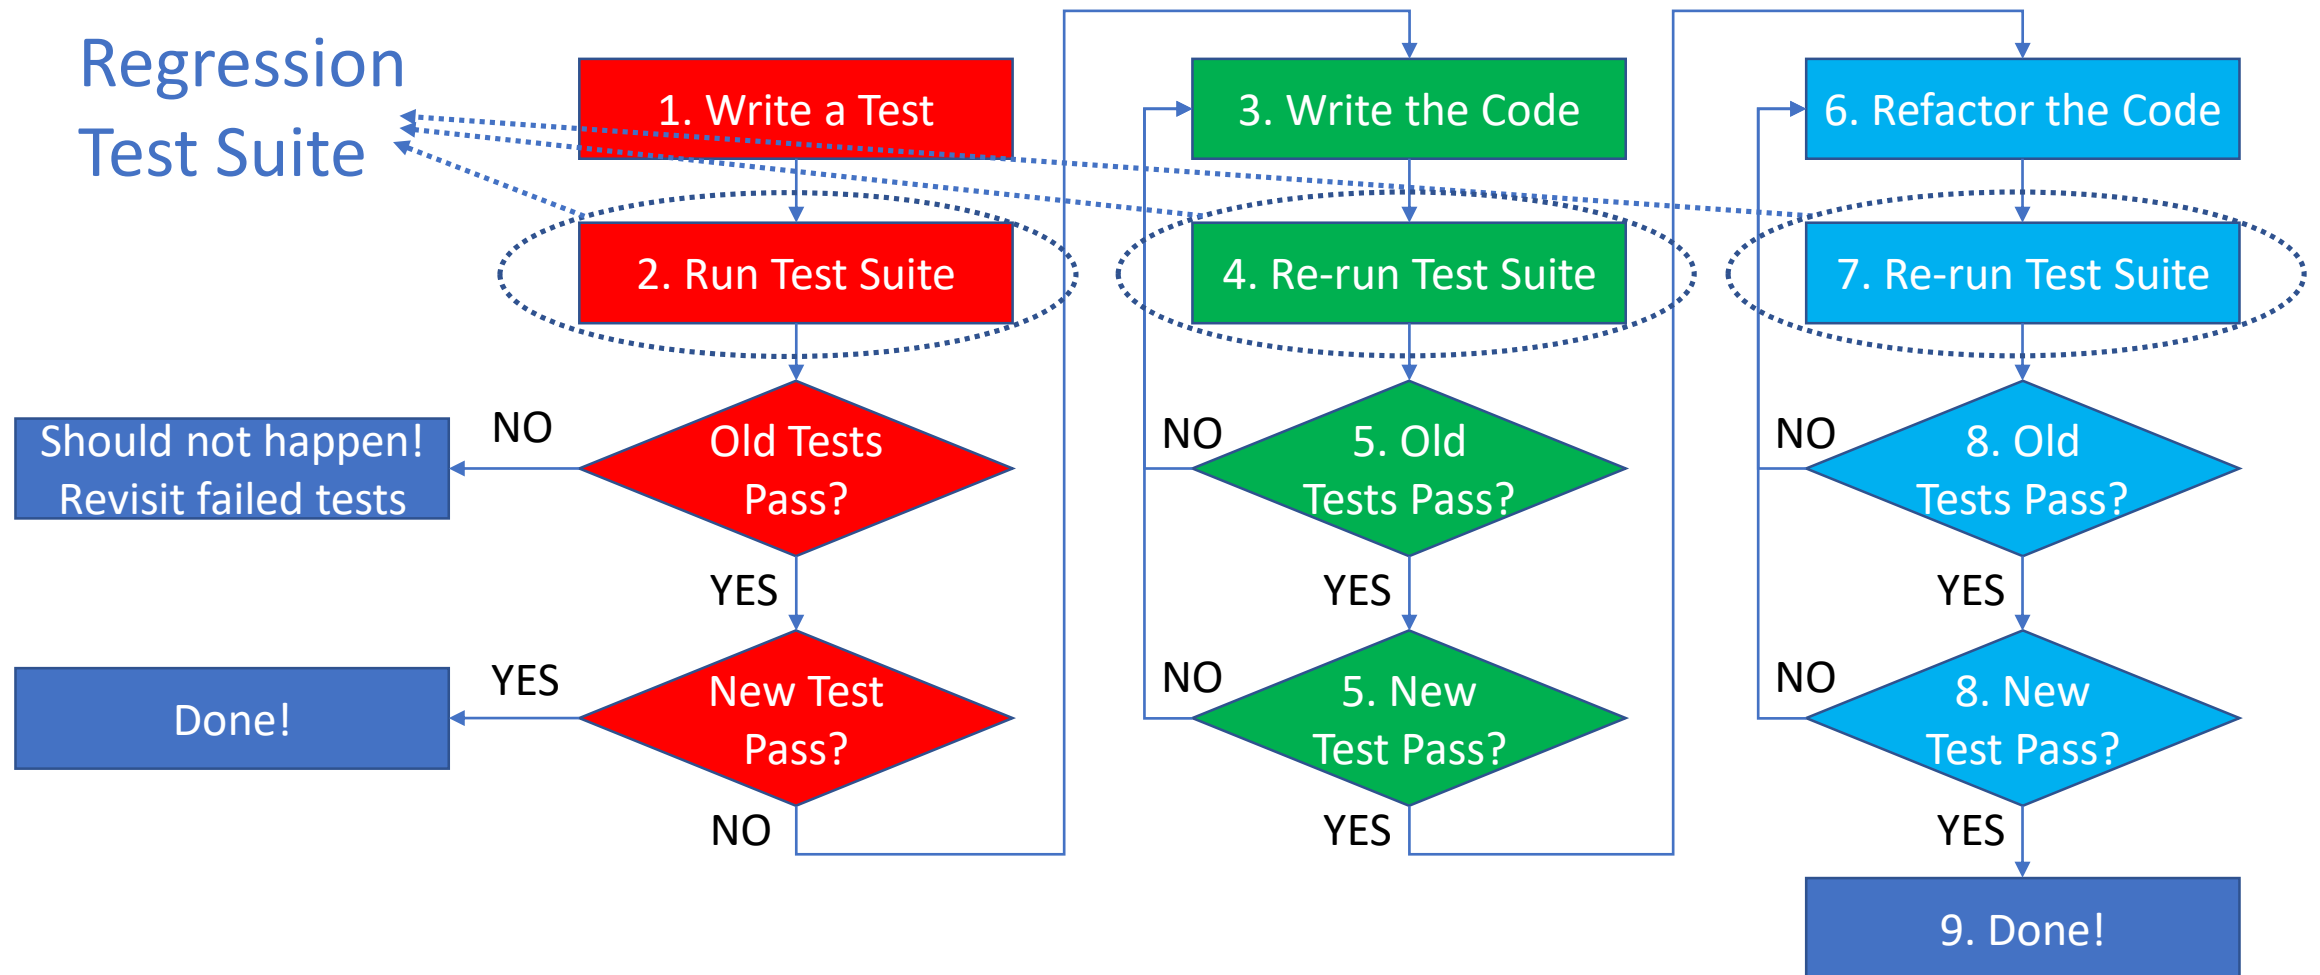 Regression
Test Suite
1. Write a Test
2. Run Test Suite
Old Tests
Pass?
NO
Should not happen!
Revisit failed tests
YES
New Test
Pass?
YES
Done!
NO
3. Write the Code
4. Re-run Test Suite
5. Old
Tests Pass?
NO
YES
5. New
Test Pass?
NO
YES
6. Refactor the Code
7. Re-run Test Suite
8. Old
Tests Pass?
NO
YES
8. New
Test Pass?
NO
YES
9. Done!